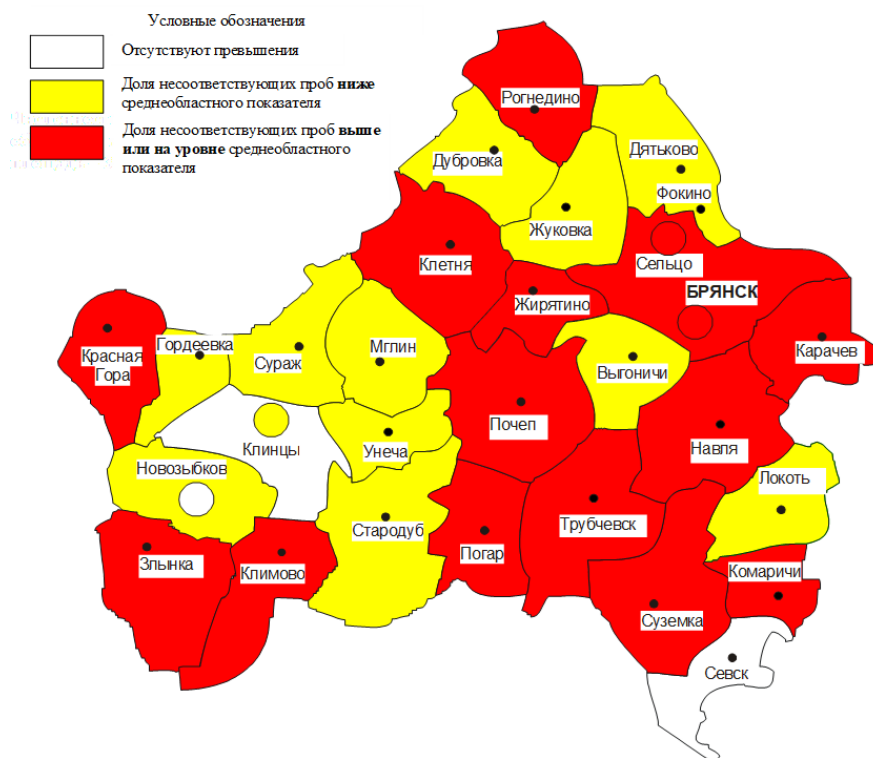 Условные обозначения
Отсутствуют превышения
Доля несоответствующих проб ниже
среднеобластного показателя
Доля несоответствующих проб выше
или на уровне среднеобластного
показателя
Рогнедино
Дубровка
Дятьково
Фокино
Жуковка
Клетня
Сельцо
Жирятино
БРЯНСК
Красная
Гора
Гордеевка
Сураж
Мглин
Выгоничи
Карачев
Почеп
Клинцы
Унеча
Навля
Новозыбков
Локоть
Стародуб
Трубчевск
Погар
Злынка
Климово
Комаричи
Суземка
Севск